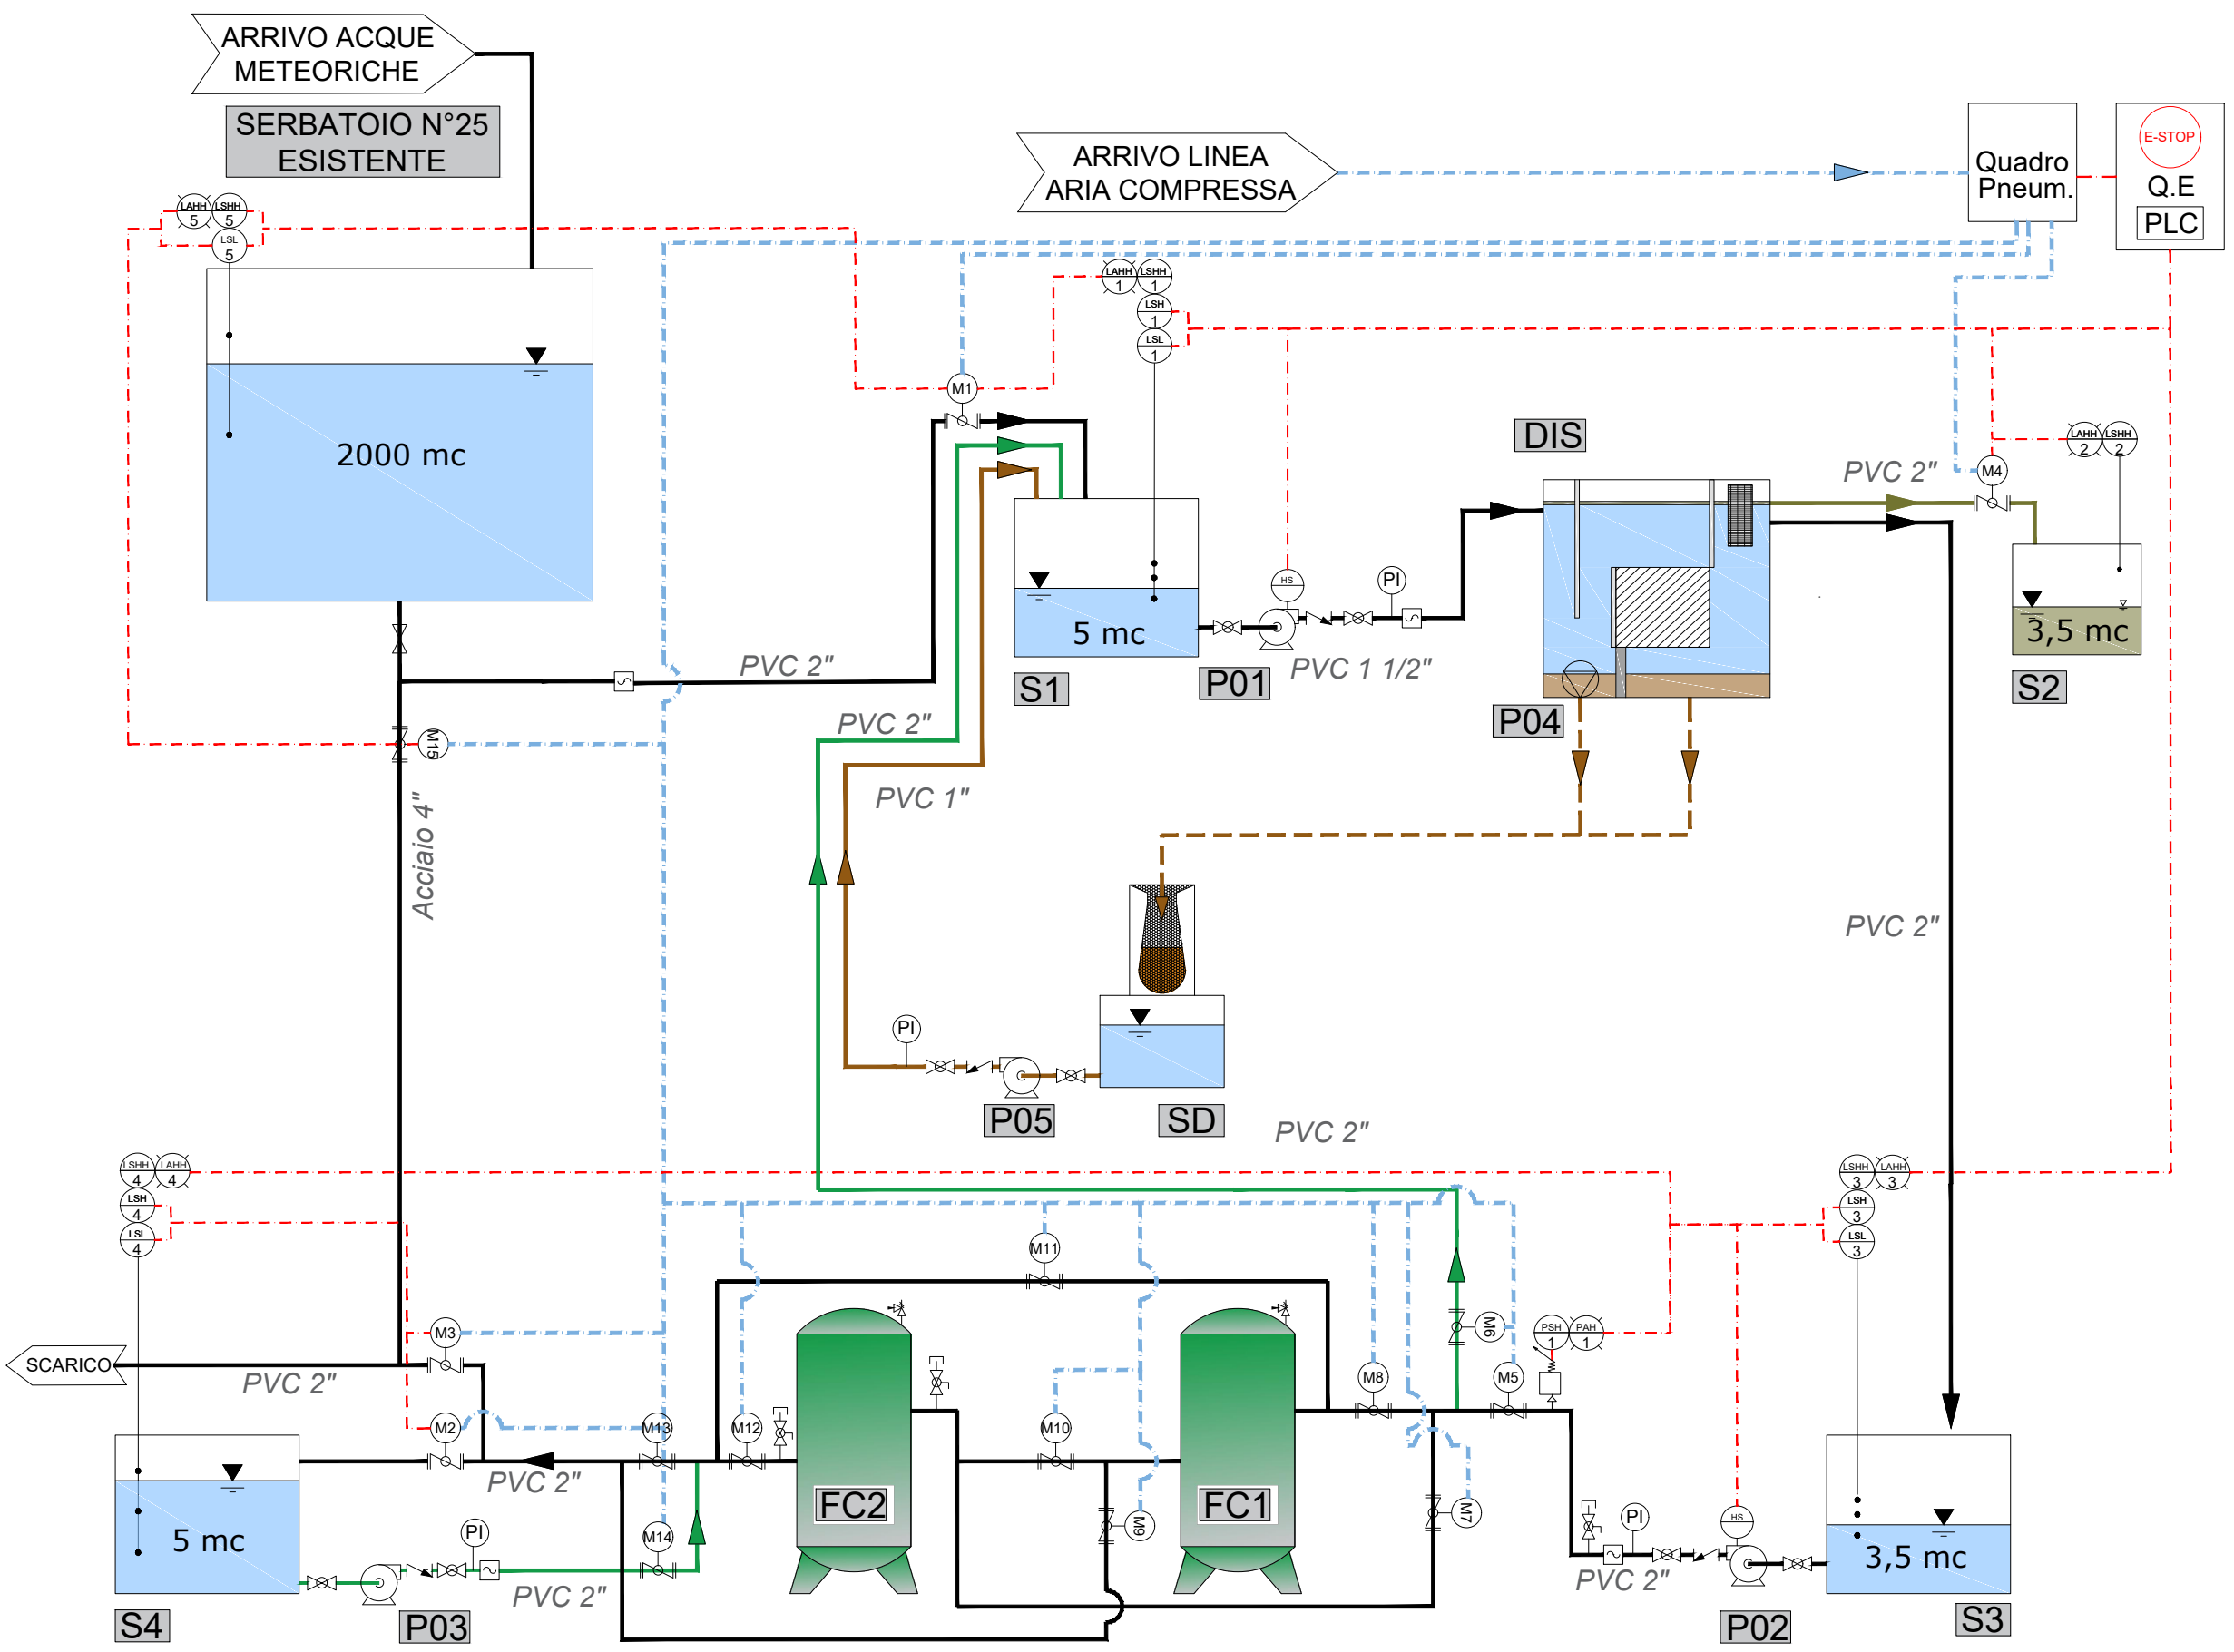 ARRIVO ACQUE
METEORICHE
SERBATOIO N°25
ESISTENTE
ARRIVO LINEA
ARIA COMPRESSA
Quadro
Pneum.
E-STOP
Q.E
PLC
LAHH
5
LSHH
5
LSL
5
2000 mc
LAHH
1
LSHH
1
LSH
1
LSL
1
M1
DIS
PVC 2"
M4
LAHH
2
LSHH
2
HS
PI
5 mc
3,5 mc
S1
P01
PVC 1 1/2"
P04
S2
PVC 2"
M15
PVC 2"
PVC 1"
Acciaio 4"
PVC 2"
PI
P05
SD
PVC 2"
LSHH
4
LAHH
4
LSH
4
LSL
4
LSHH
3
LAHH
3
LSH
3
LSL
3
M11
M3
M6
PSH
1
PAH
1
SCARICO
PVC 2"
M8
M5
M2
M13
M12
M10
PVC 2"
FC2
FC1
M9
M7
5 mc
PI
M14
PVC 2"
PI
HS
3,5 mc
PVC 2"
S4
P03
P02
S3